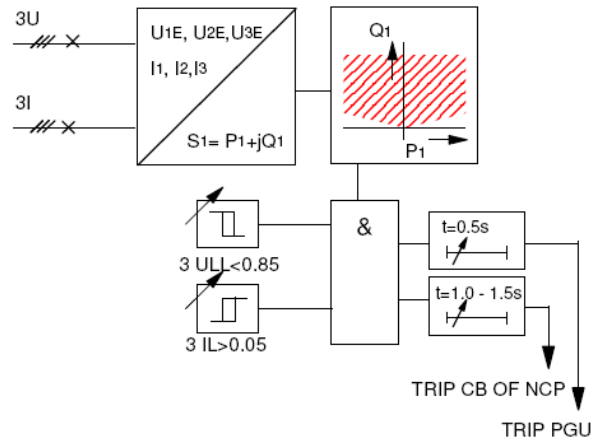 3U
3I
U1E, U2E,U3E
I1, I2,I3
S1= P1+jQ1
Q1
P1
&
3 ULL<0.85
3 IL>0.05
t=0.5s
t=1.0 - 1.5s
TRIP CB OF NCP
TRIP PGU